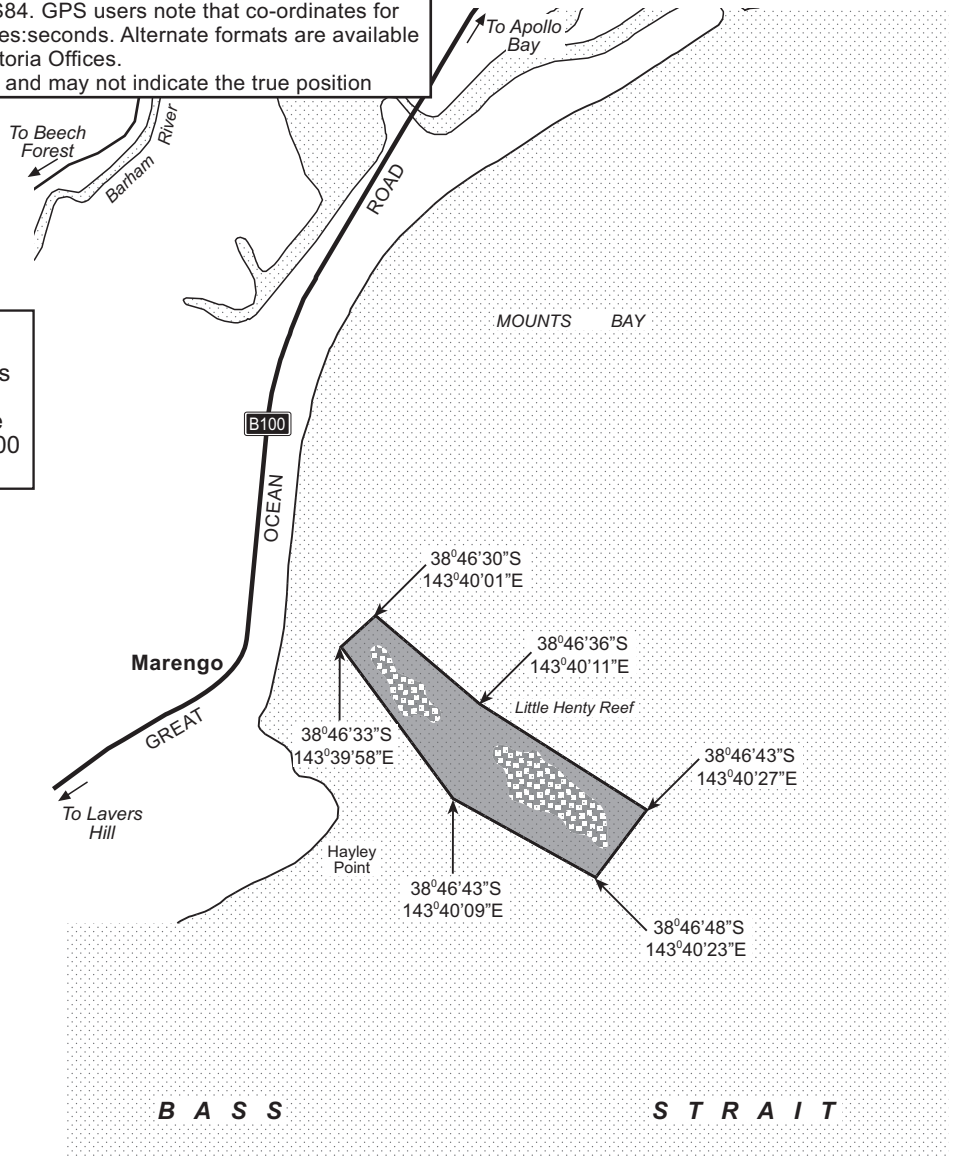 S84. GPS users note that co-ordinates for
es:seconds. Alternate formats are available
toria Offices.
and may not indicate the true position
To Apollo
Bay
To Beech
Forest
Barham River
ROAD
s
e
00
MOUNTS BAY
B100
OCEAN
38⁰46’30”S
143⁰40’01”E
38⁰46’36”S
143⁰40’11”E
Marengo
Little Henty Reef
GREAT
38⁰46’33”S
143⁰39’58”E
38⁰46’43”S
143⁰40’27”E
To Lavers
Hill
Hayley
Point
38⁰46’43”S
143⁰40’09”E
38⁰46’48”S
143⁰40’23”E
BASS STRAIT